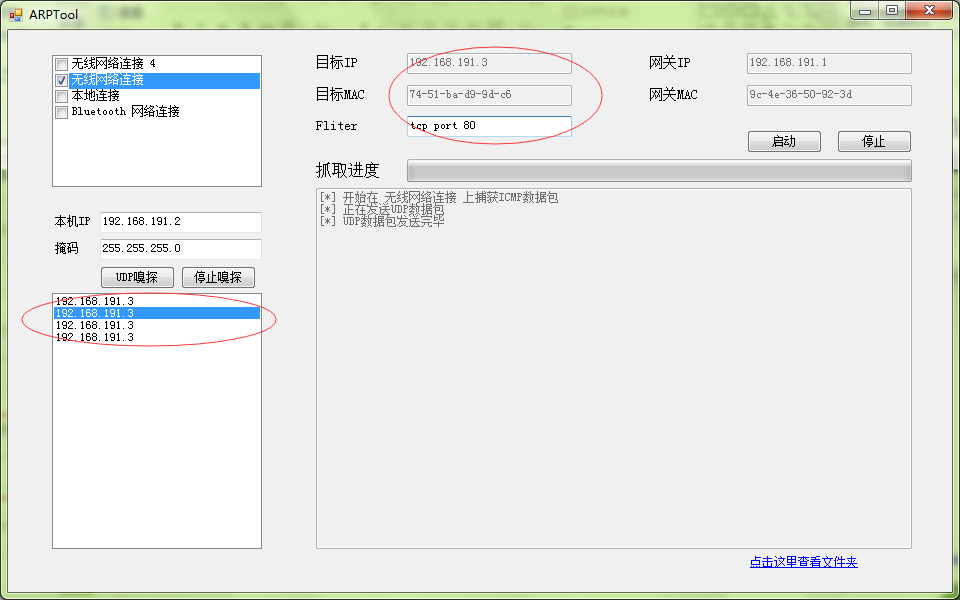 ARPTool
无线网络连接 4
无线网络连接
本地连接
Bluetooth 网络连接
本机IP 192.168.191.2
掩码 255.255.255.0
UDP嗅探 停止嗅探
192.168.191.3
192.168.191.3
192.168.191.3
192.168.191.3
目标IP 192.168.191.3 网关IP 192.168.191.1
目标MAC 74-51-ba-d9-9d-c6 网关MAC 9c-4e-36-50-92-3d
Fliter tcp port 80
启动 停止
抓取进度
[*] 开始在 无线网络连接 上捕获ICMP数据包
[*] 正在发送UDP数据包
[*] UDP数据包发送完毕
点击这里查看文件夹